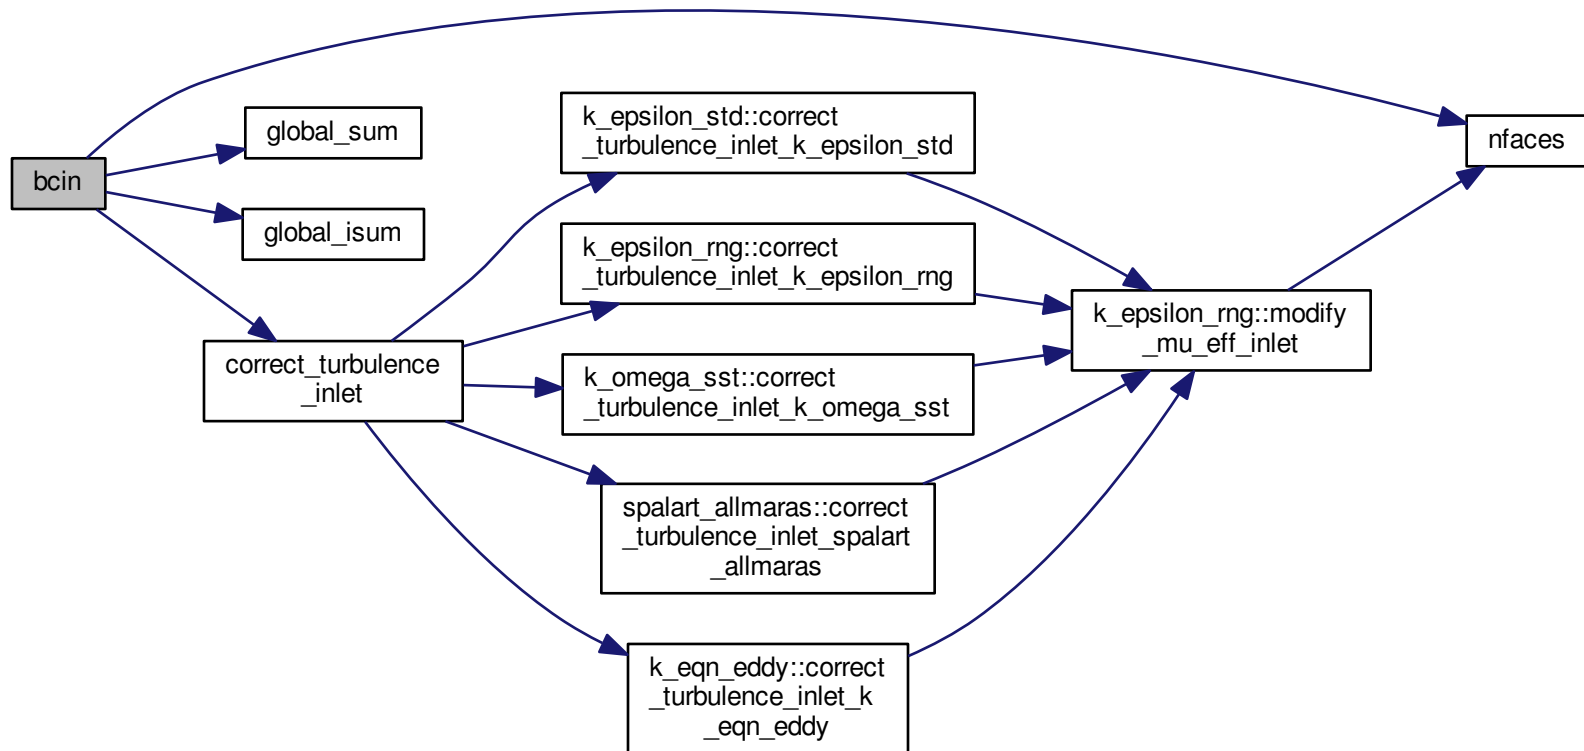 bcin
global_sum
global_isum
correct_turbulence
_inlet
k_epsilon_std::correct
_turbulence_inlet_k_epsilon_std
k_epsilon_rng::correct
_turbulence_inlet_k_epsilon_rng
k_omega_sst::correct
_turbulence_inlet_k_omega_sst
spalart_allmaras::correct
_turbulence_inlet_spalart
_allmaras
k_eqn_eddy::correct
_turbulence_inlet_k
_eqn_eddy
k_epsilon_rng::modify
_mu_eff_inlet
nfaces